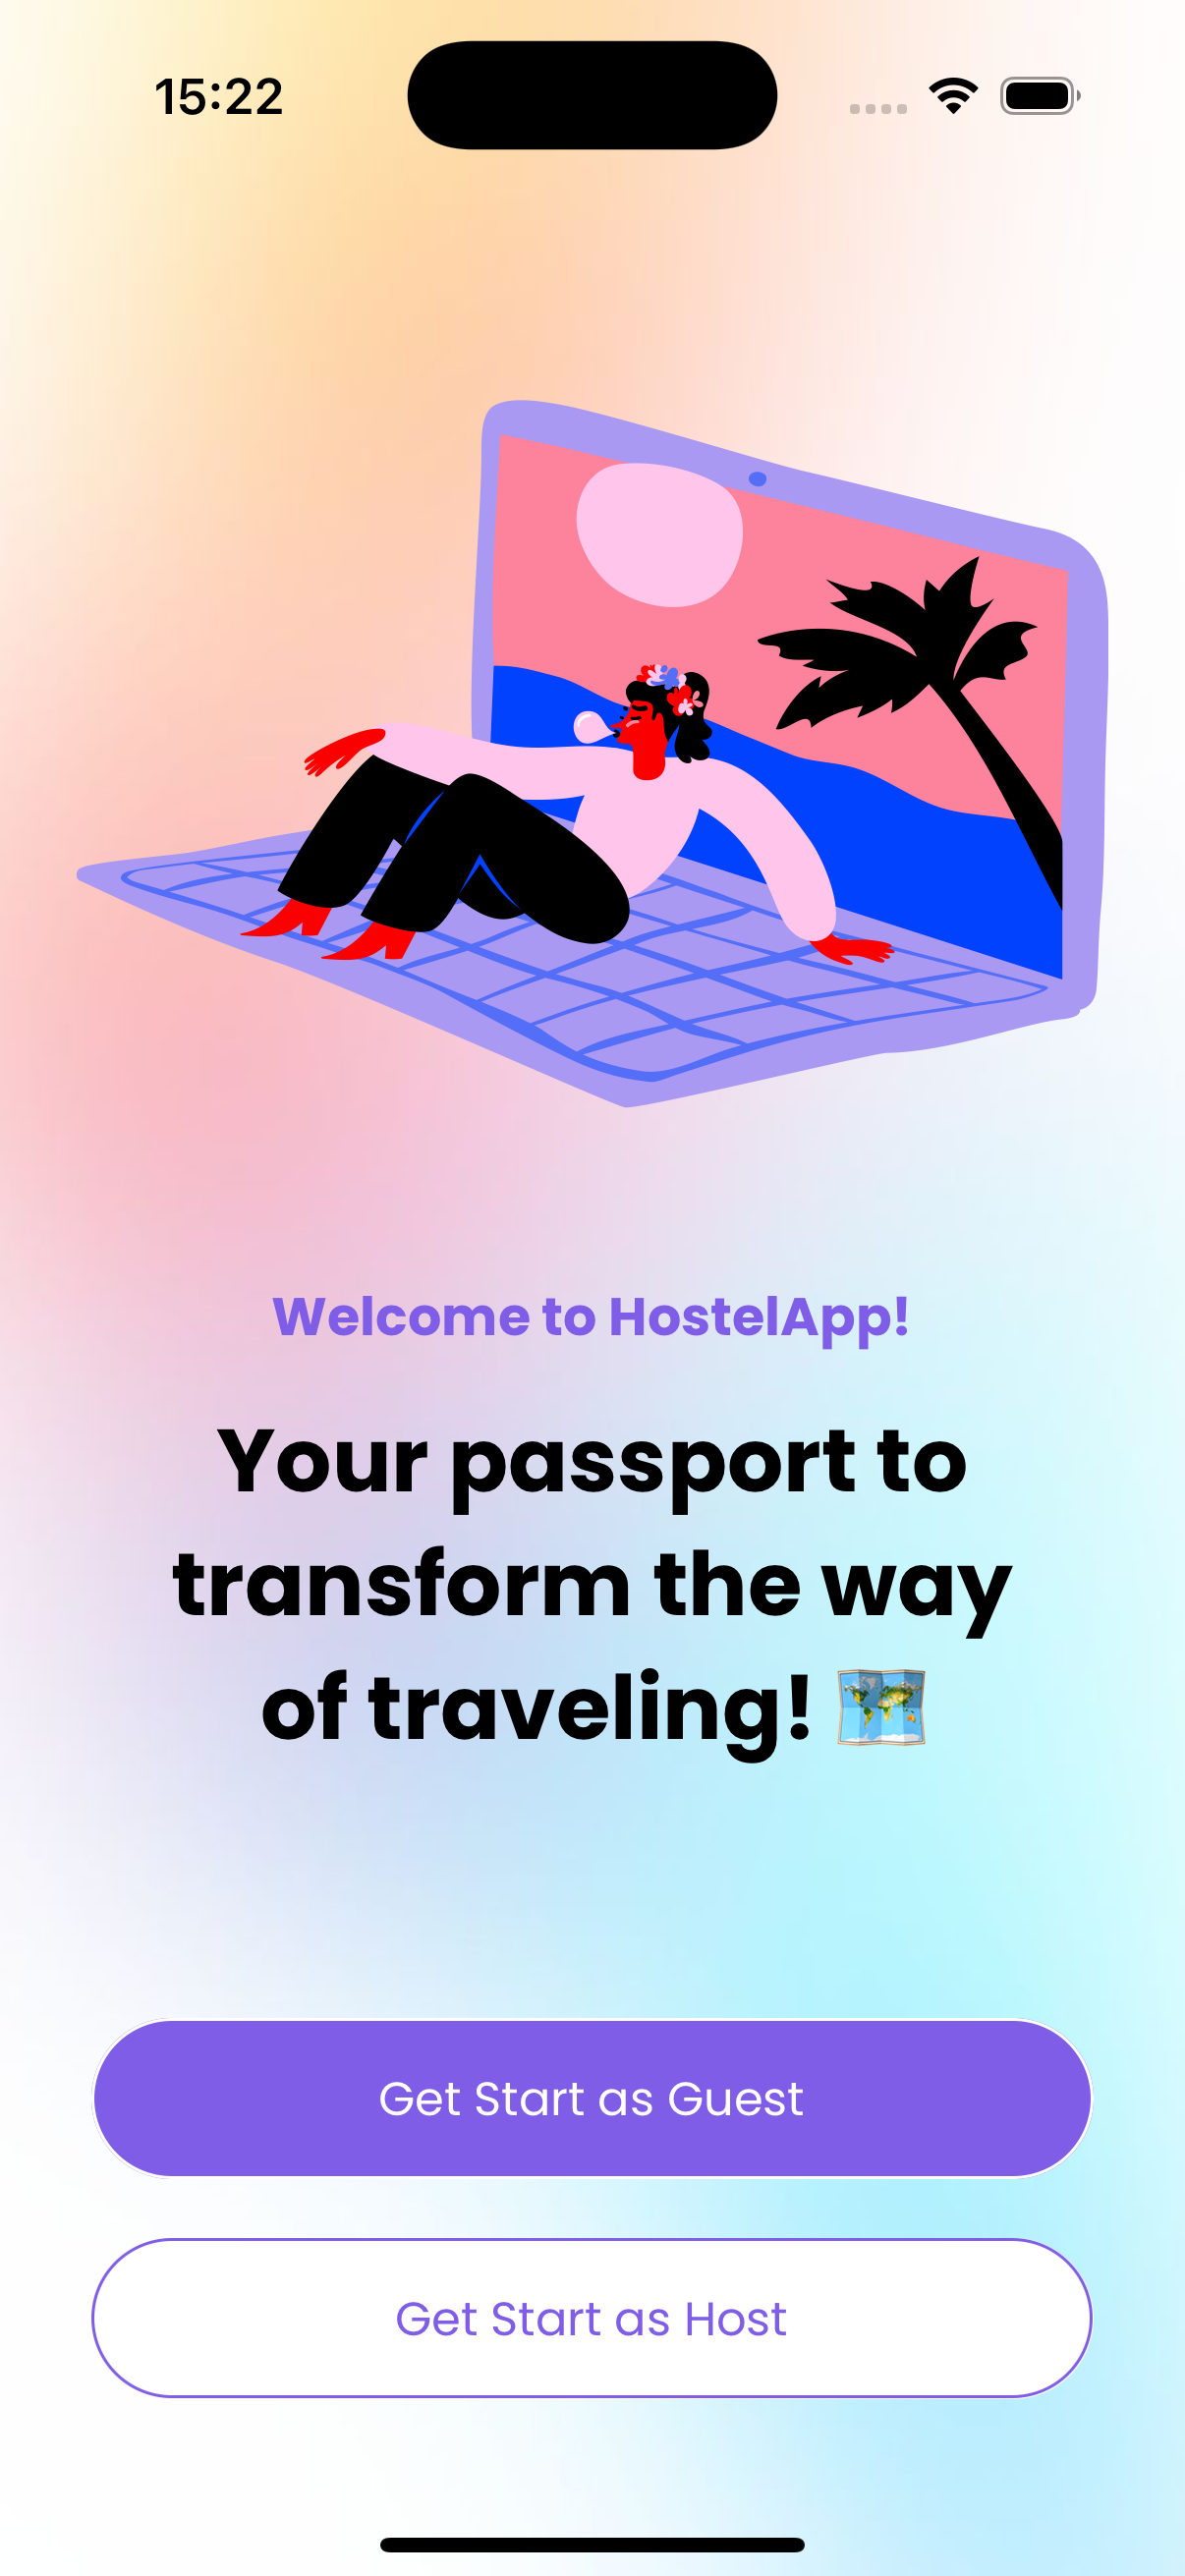 15:22
Welcome to HostelApp!
Your passport to
transform the way
of traveling! 🗺️
Get Start as Guest
Get Start as Host